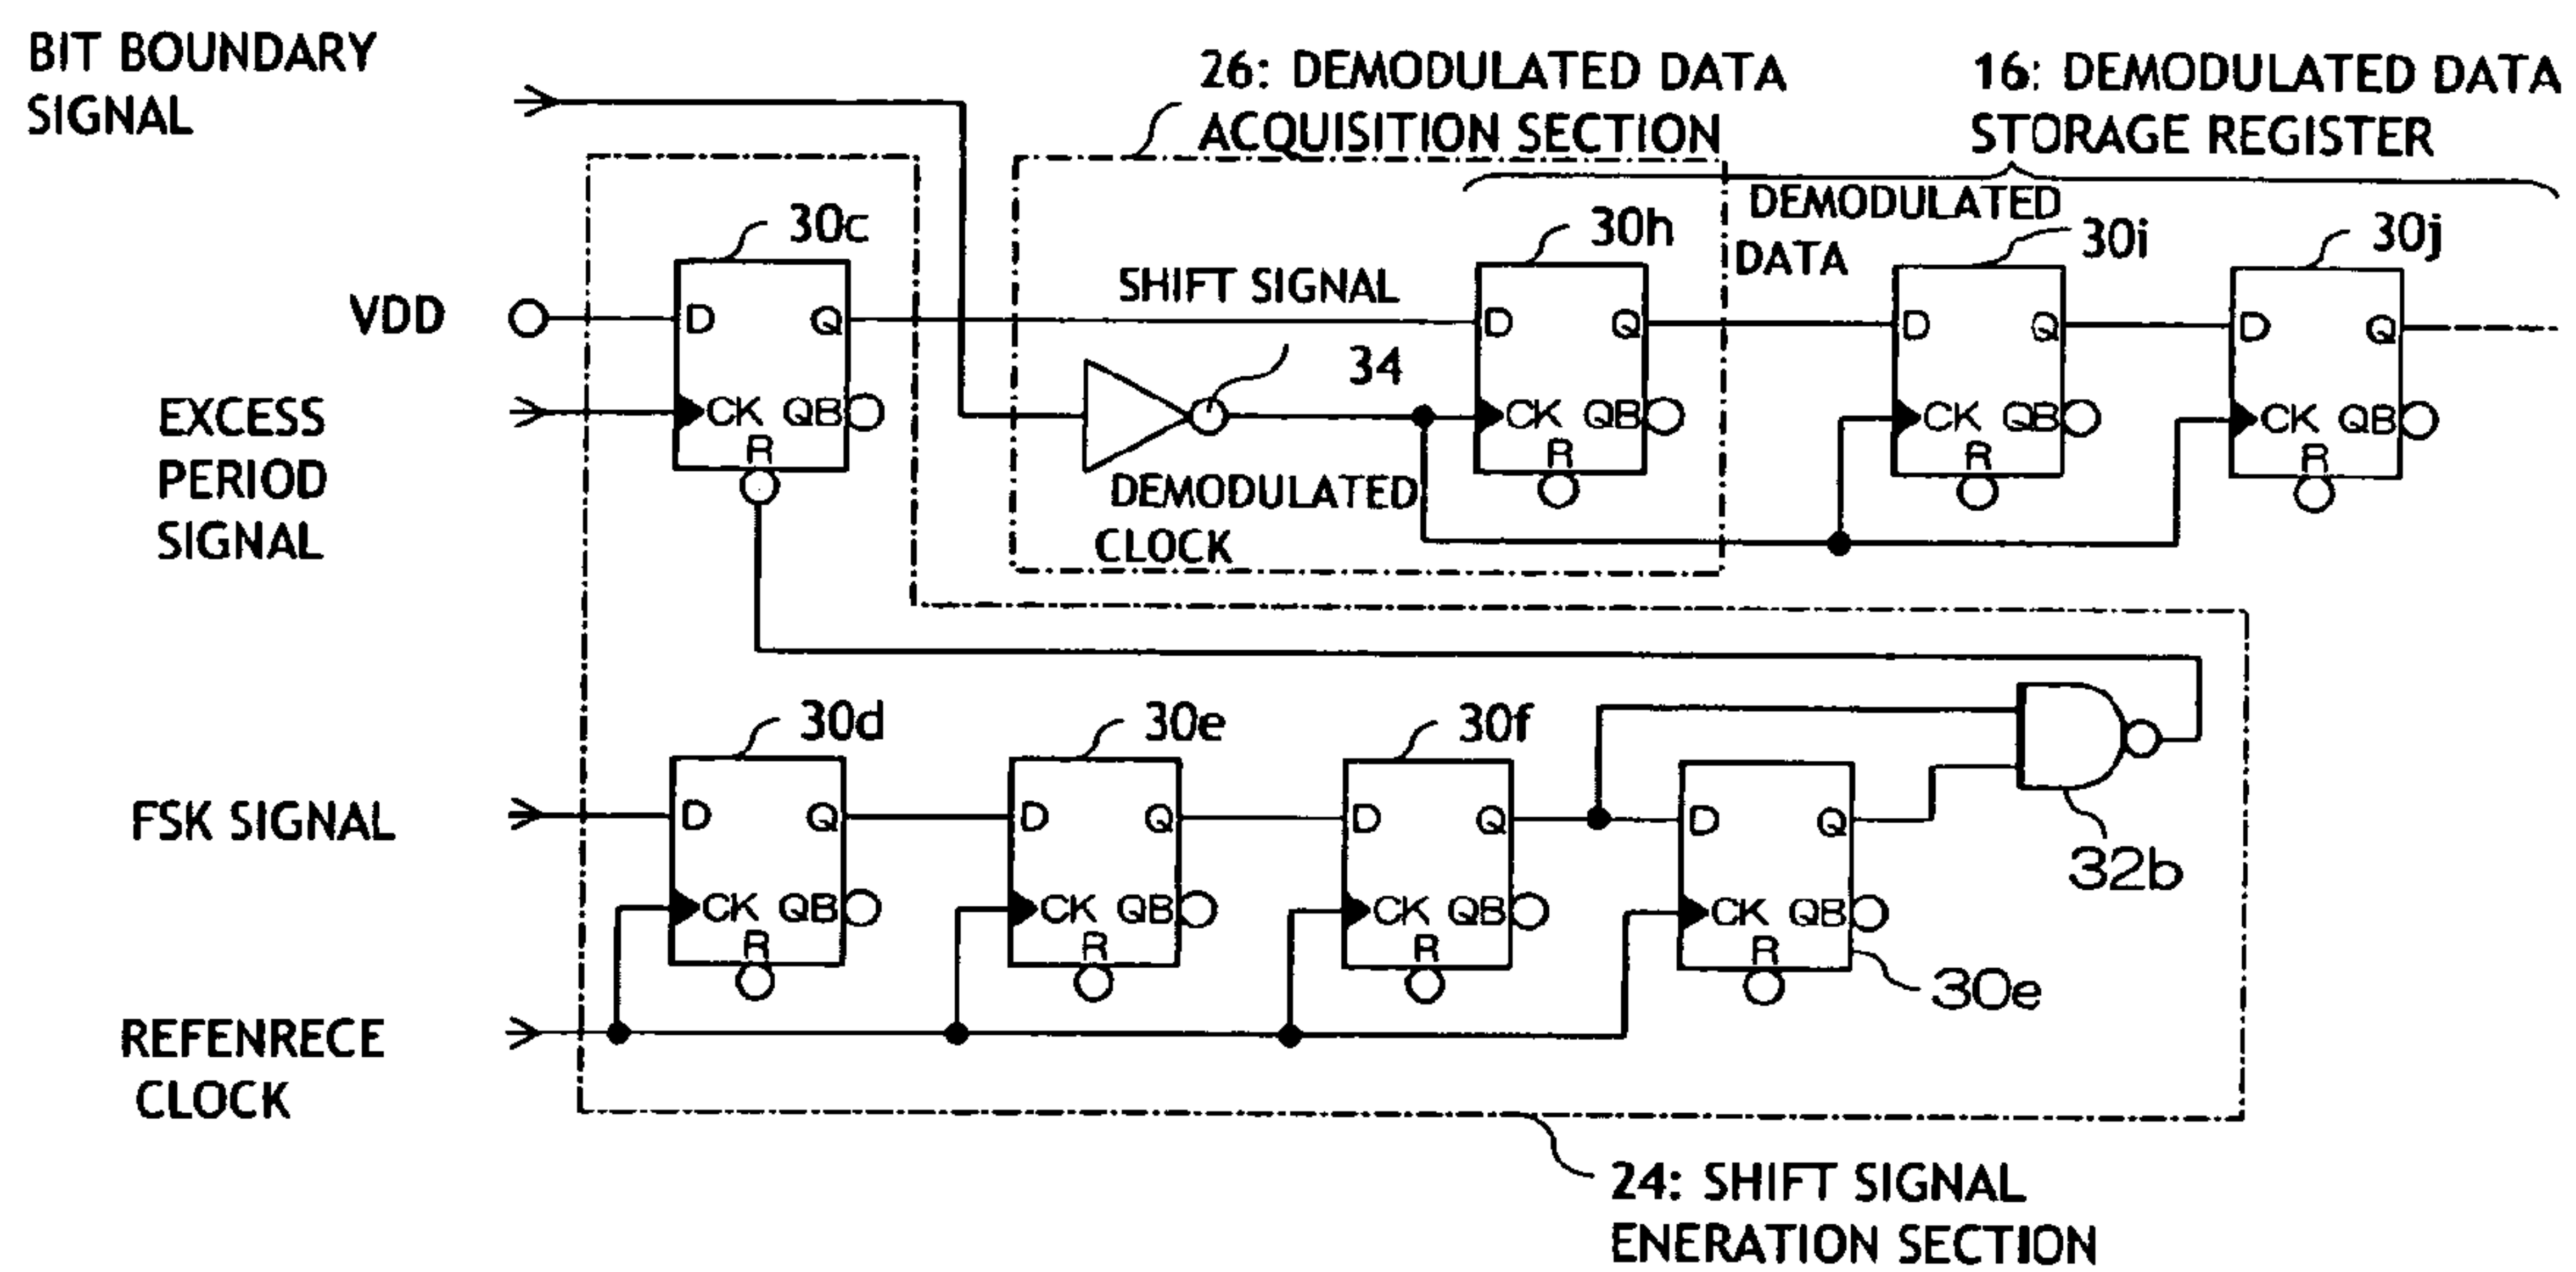 BIT BOUNDARY
SIGNAL
26: DEMODULATED DATA
ACQUISITION SECTION
16: DEMODULATED DATA
STORAGE REGISTER
DEMODULATED
DATA
30c
30h
30i
30j
VDD
SHIFT SIGNAL
D Q
D Q
D Q
D Q
34
EXCESS
PERIOD
SIGNAL
CK QB
R
CK QB
R
CK QB
R
CK QB
R
DEMODULATED
CLOCK
30d
30e
30f
32b
FSK SIGNAL
D Q
D Q
D Q
D Q
CK QB
R
CK QB
R
CK QB
R
CK QB
R
30e
REFENRECE
CLOCK
24: SHIFT SIGNAL
ENERATION SECTION